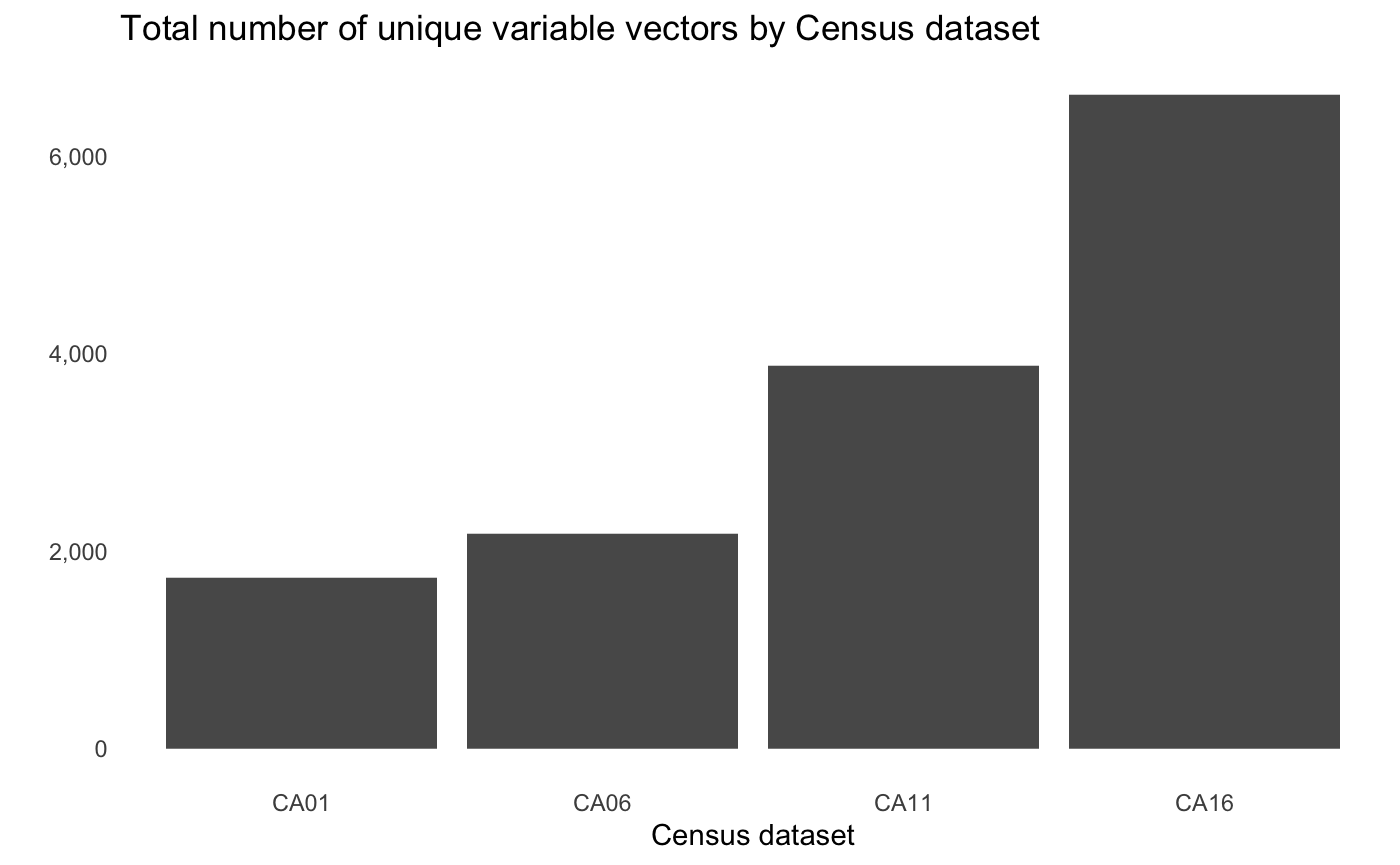 Total number of unique variable vectors by Census dataset
6,000
4,000
2,000
0
CA01 CA06 CA11 CA16
Census dataset